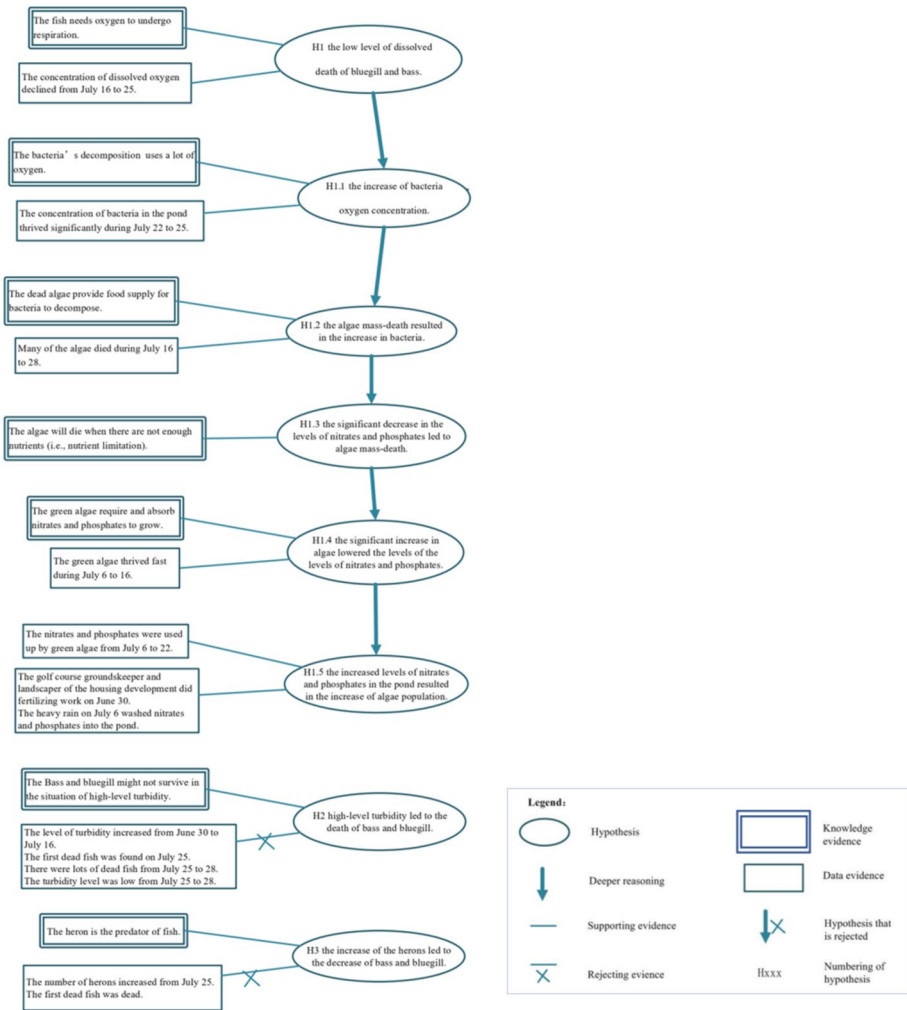 The fish needs oxygen to undergo
respiration.
H1 the low level of dissolved
death of bluegill and bass.
The concentration of dissolved oxygen
declined from July 16 to 25.
The bacteria’s decomposition uses a lot of
oxygen.
H1.1 the increase of bacteria
oxygen concentration.
The concentration of bacteria in the pond
thrived significantly during July 22 to 25.
The dead algae provide food supply for
bacteria to decompose.
H1.2 the algae mass-death resulted
in the increase in bacteria.
Many of the algae died during July 16
to 28.
H1.3 the significant decrease in the
levels of nitrates and phosphates led to
algae mass-death.
The algae will die when there are not enough
nutrients (i.e., nutrient limitation).
The green algae require and absorb
nitrates and phosphates to grow.
H1.4 the significant increase in
algae lowered the levels of the
levels of nitrates and phosphates.
The green algae thrived fast
during July 6 to 16.
The nitrates and phosphates were used
up by green algae from July 6 to 22.
H1.5 the increased levels of nitrates
and phosphates in the pond resulted
in the increase of algae population.
The golf course groundskeeper and
landscaper of the housing development did
fertilizing work on June 30.
The heavy rain on July 6 washed nitrates
and phosphates into the pond.
The Bass and bluegill might not survive in
the situation of high-level turbidity.
H2 high-level turbidity led to the
death of bass and bluegill.
The level of turbidity increased from June 30 to
July 16.
The first dead fish was found on July 25.
There were lots of dead fish from July 25 to 28.
The turbidity level was low from July 25 to 28.
The heron is the predator of fish.
H3 the increase of the herons led to
the decrease of bass and bluegill.
The number of herons increased from July 25.
The first dead fish was dead.
Legend:
Hypothesis
Knowledge
evidence
Deeper reasoning
Data evidence
Supporting evidence
Hypothesis that
is rejected
Rejecting evience
Hxxx
Numbering of
hypothesis